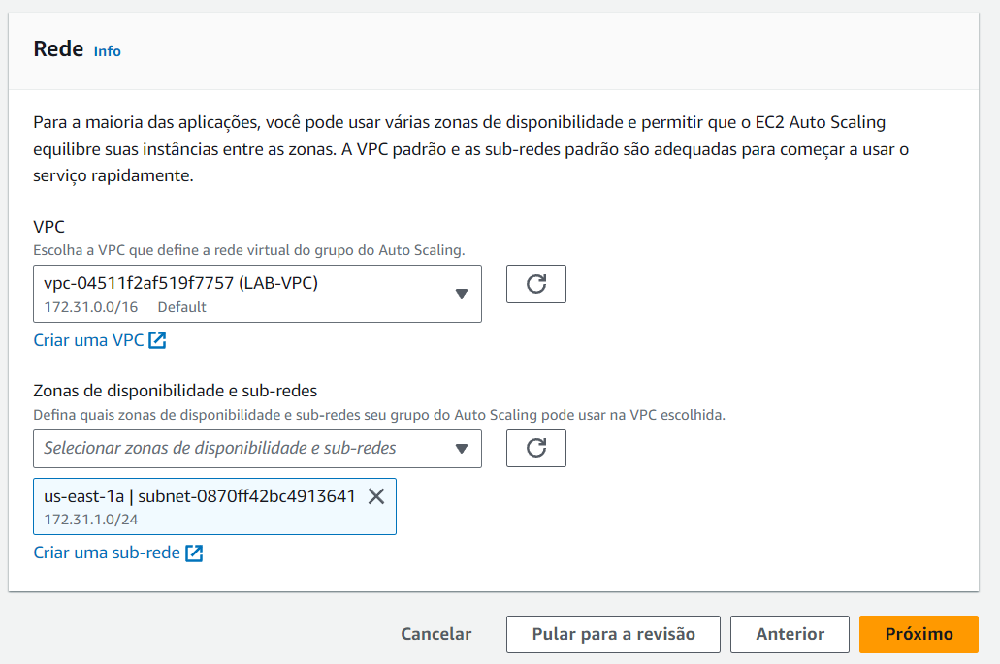 Rede Info
Para a maioria das aplicações, você pode usar várias zonas de disponibilidade e permitir que o EC2 Auto Scaling
equilibre suas instâncias entre as zonas. A VPC padrão e as sub-redes padrão são adequadas para começar a usar o
serviço rapidamente.
VPC
Escolha a VPC que define a rede virtual do grupo do Auto Scaling.
vpc-04511f2af519f7757 (LAB-VPC)
172.31.0.0/16 Default
Criar uma VPC
Zonas de disponibilidade e sub-redes
Defina quais zonas de disponibilidade e sub-redes seu grupo do Auto Scaling pode usar na VPC escolhida.
Selecionar zonas de disponibilidade e sub-redes
us-east-1a | subnet-0870ff42bc4913641
172.31.1.0/24
Criar uma sub-rede
Cancelar Pular para a revisão Anterior Próximo